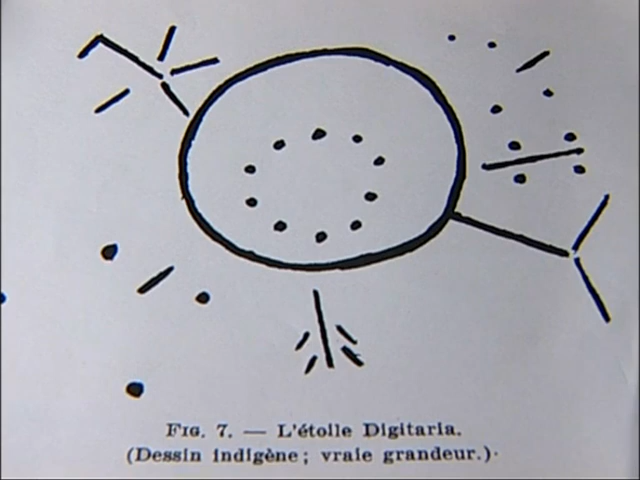 Fig. 7. — L'étoile Digitaria.
(Dessin indigène ; vraie grandeur.)